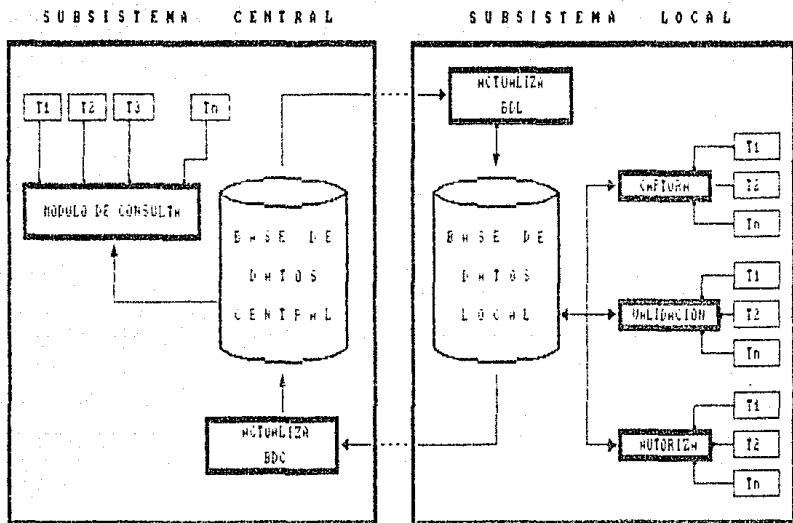 SUBSISTEMA CENTRAL
SUBSISTEMA LOCAL
T1 T2 T3 Tn
MODULO DE CONSULTA
BASE DE
DATOS
CENTRAL
ACTUALIZA
BDC
ACTUALIZA
BDL
BASE DE
DATOS
LOCAL
CAPTURA
T1
T2
Tn
VALIDACION
T1
T2
Tn
AUTORIZA
T1
T2
Tn